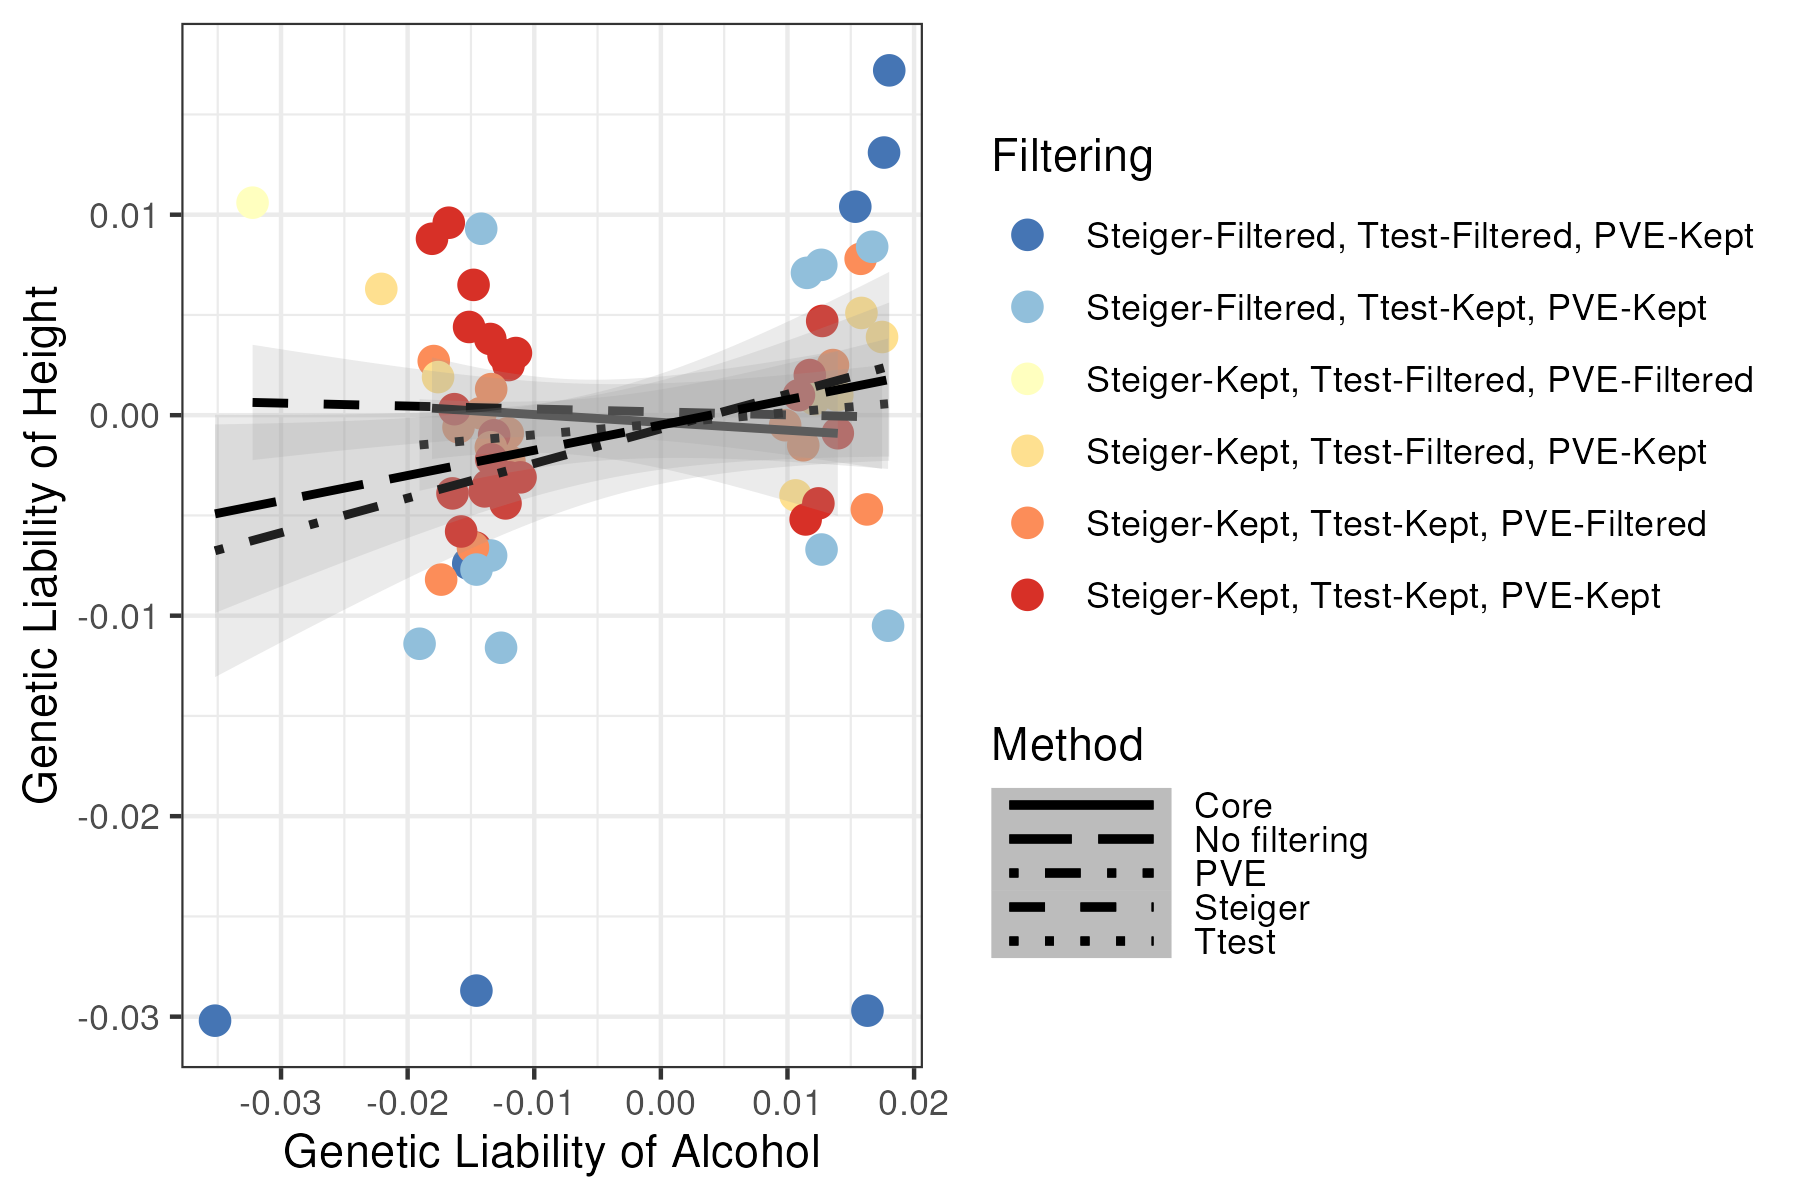 Genetic Liability of Height
0.01
0.00
-0.01
-0.02
-0.03
-0.03
-0.02
-0.01
0.00
0.01
0.02
Genetic Liability of Alcohol
Filtering
Steiger-Filtered, Ttest-Filtered, PVE-Kept
Steiger-Filtered, Ttest-Kept, PVE-Kept
Steiger-Kept, Ttest-Filtered, PVE-Filtered
Steiger-Kept, Ttest-Filtered, PVE-Kept
Steiger-Kept, Ttest-Kept, PVE-Filtered
Steiger-Kept, Ttest-Kept, PVE-Kept
Method
Core
No filtering
PVE
Steiger
Ttest